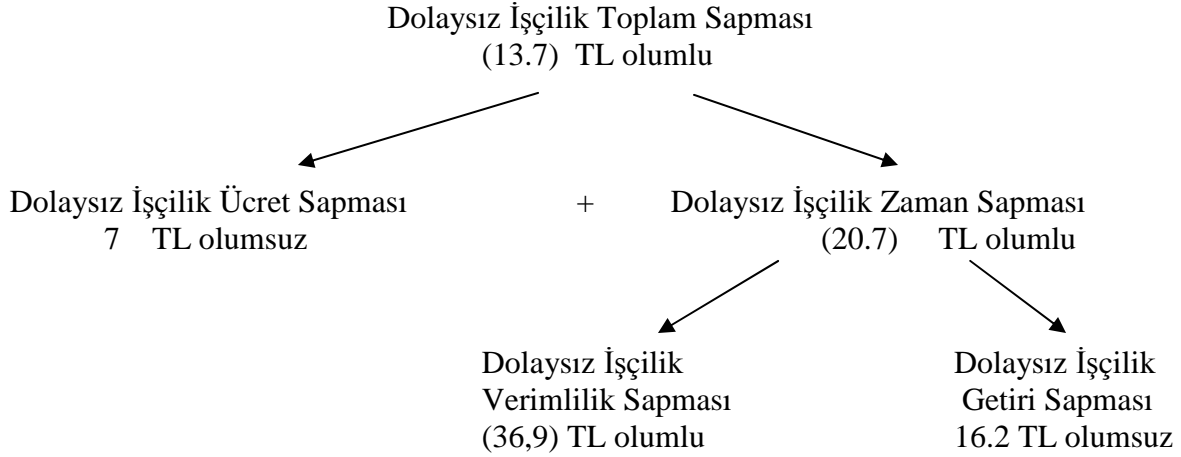 Dolaysız İşçilik Toplam Sapması
(13.7) TL olumlu
Dolaysız İşçilik Ücret Sapması + Dolaysız İşçilik Zaman Sapması
7 TL olumsuz (20.7) TL olumlu
Dolaysız İşçilik Dolaysız İşçilik
Verimlilik Sapması Getiri Sapması
(36,9) TL olumlu 16.2 TL olumsuz